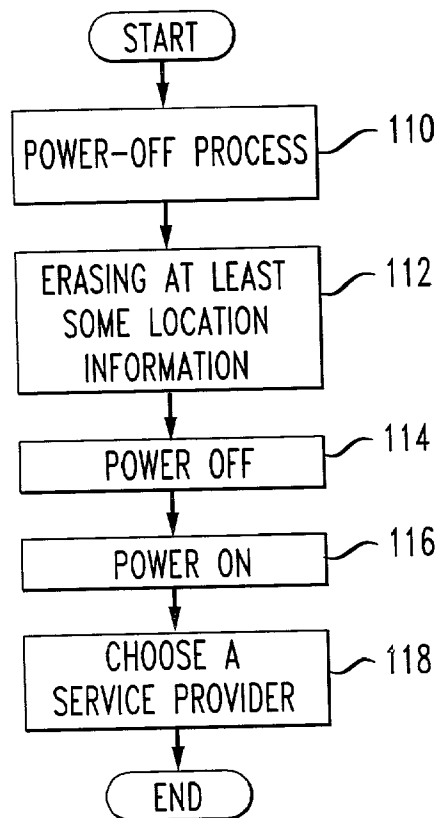 START
POWER-OFF PROCESS
110
ERASING AT LEAST
SOME LOCATION
INFORMATION
112
POWER OFF
114
POWER ON
116
CHOOSE A
SERVICE PROVIDER
118
END